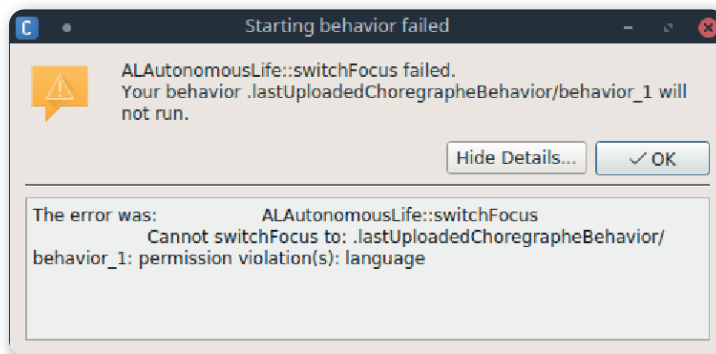 Starting behavior failed
ALAutonomousLife::switchFocus failed.
Your behavior .lastUploadedChoregrapheBehavior/behavior_1 will
not run.
Hide Details...
OK
The error was: ALAutonomousLife::switchFocus
Cannot switchFocus to: .lastUploadedChoregrapheBehavior/
behavior_1: permission violation(s): language